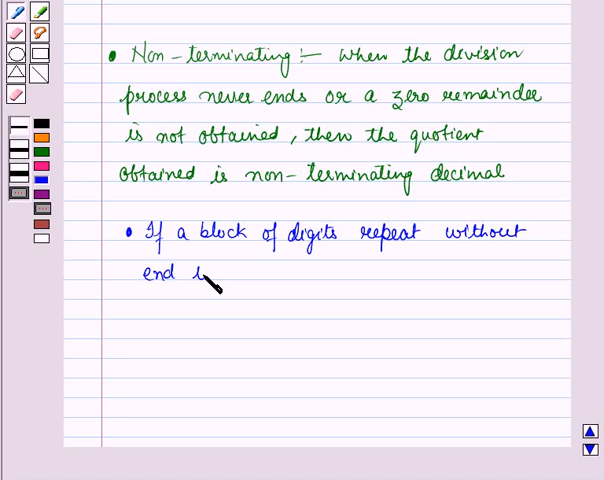 • Non-terminating :- when the division
process never ends or a zero remainder
is not obtained, then the quotient
obtained is non-terminating decimal
• If a block of digits repeat without
end i